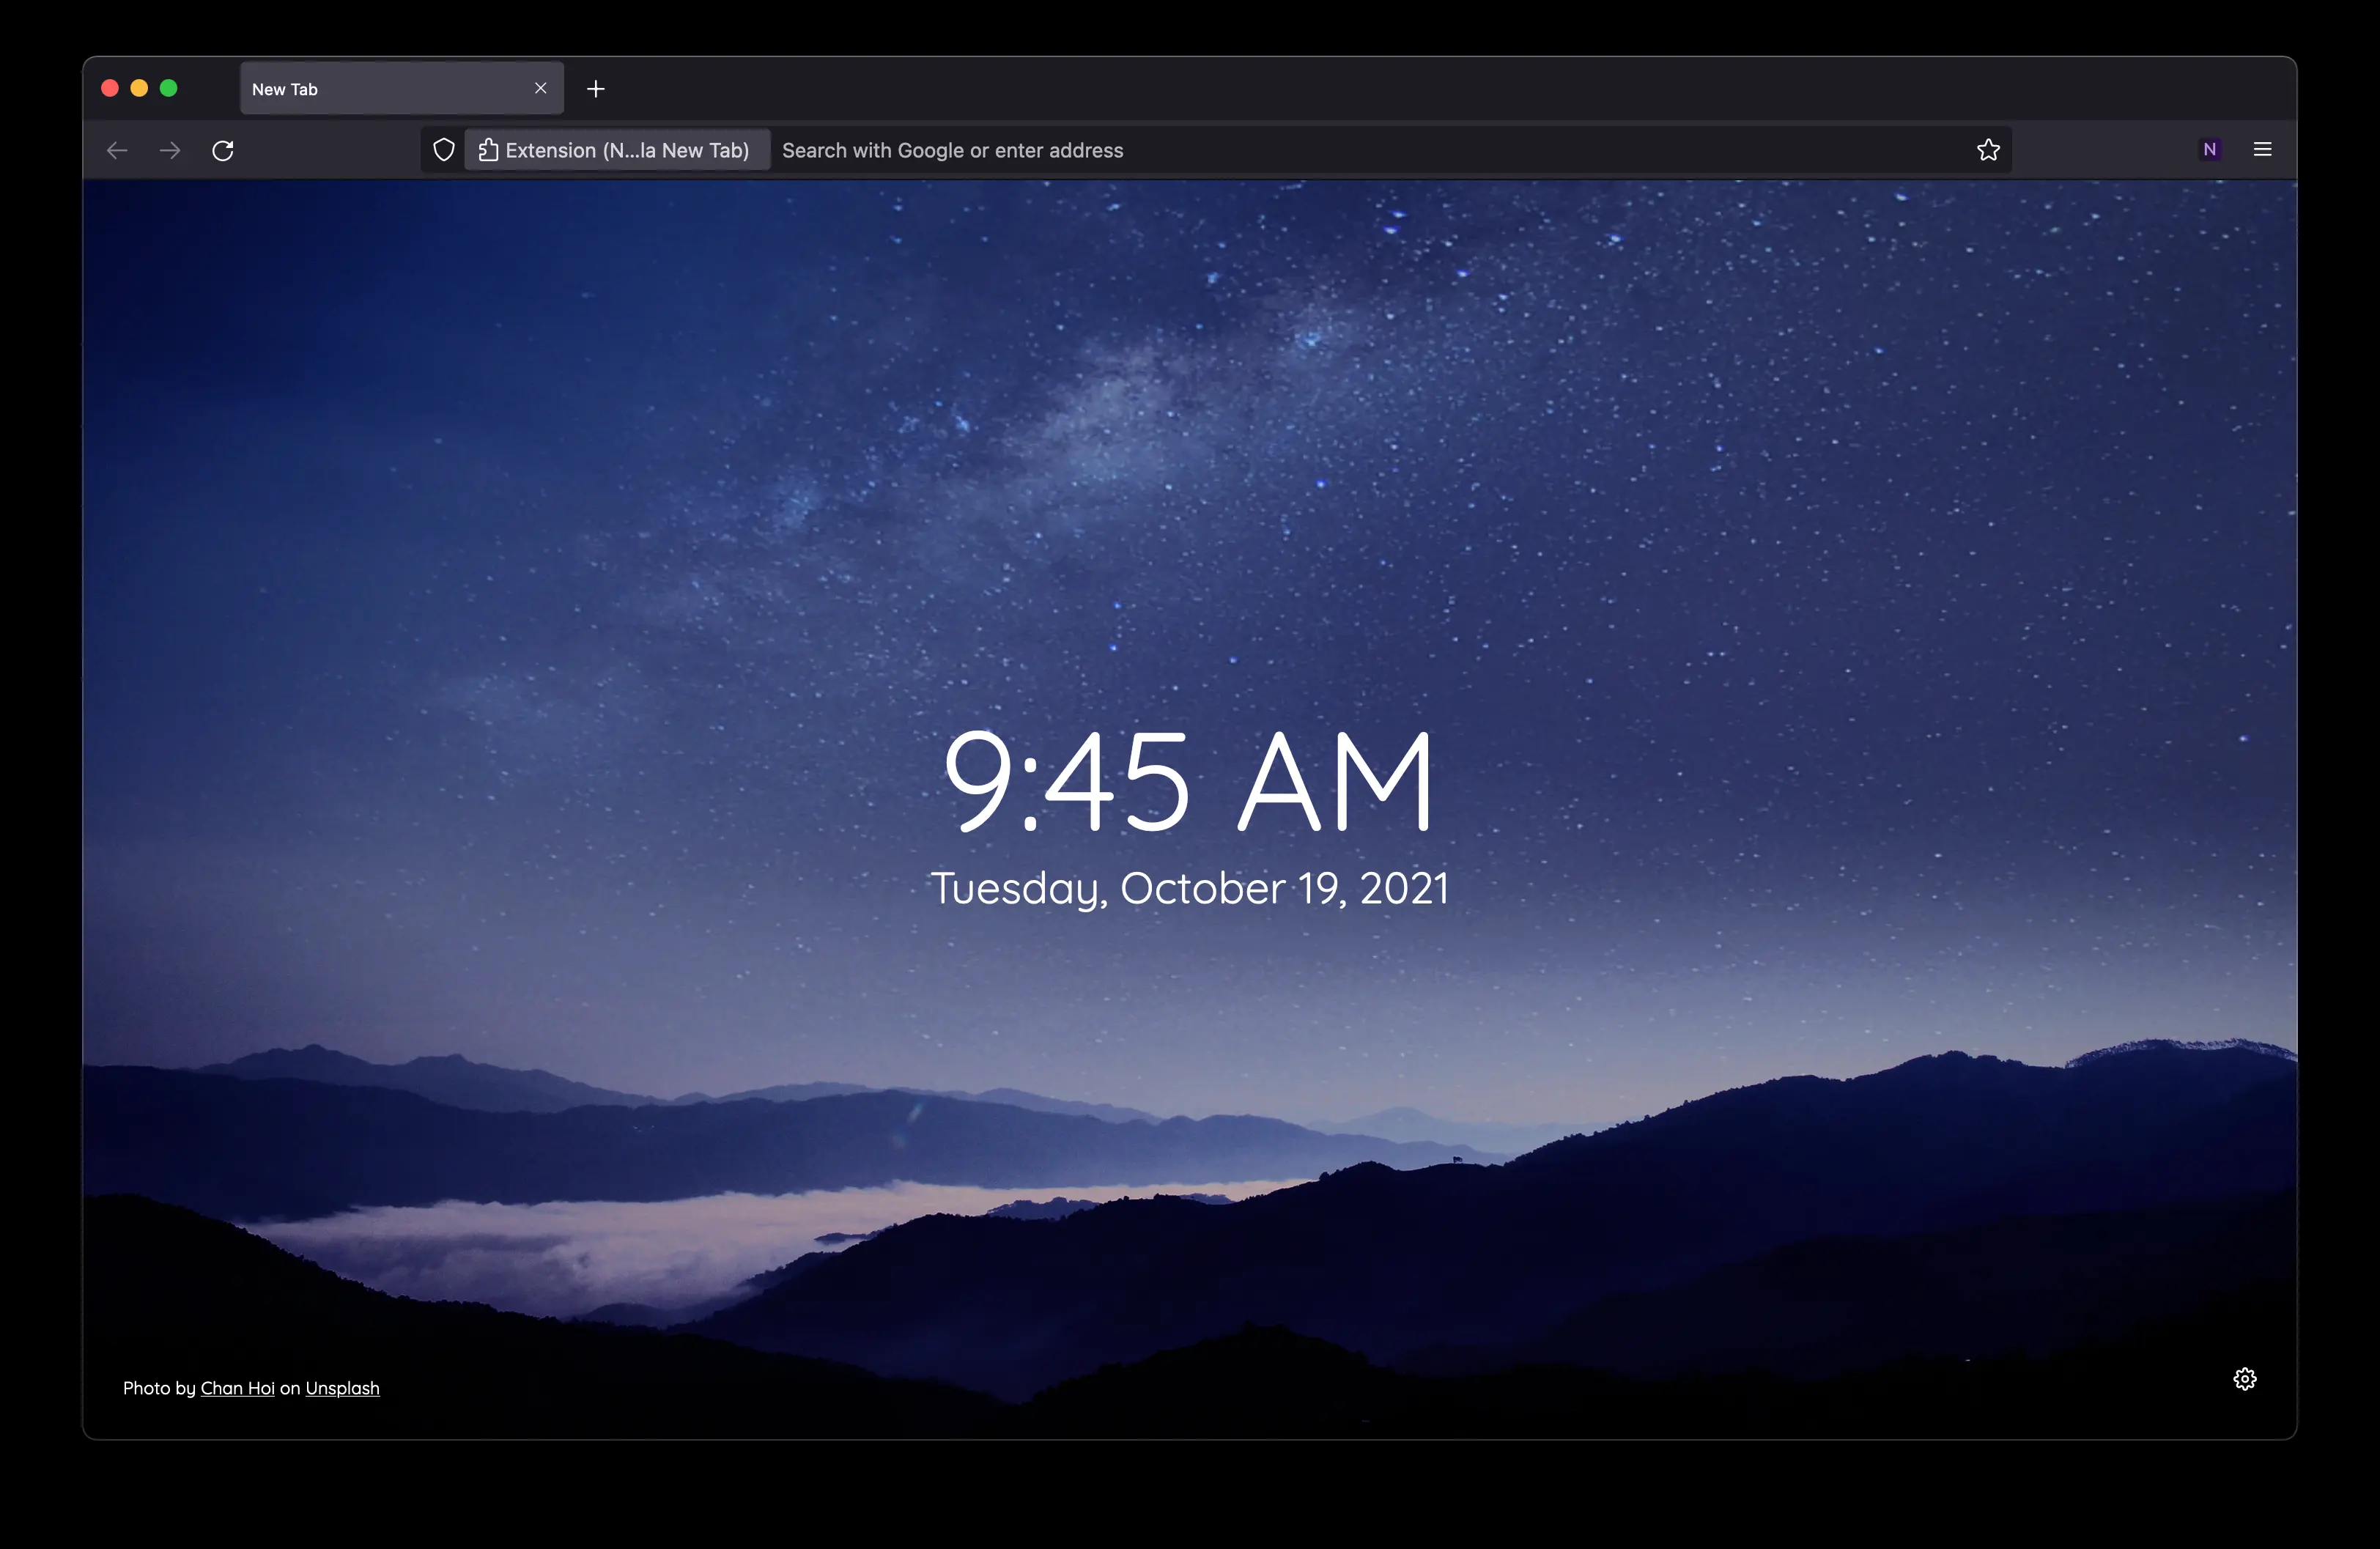 New Tab
Extension (N...la New Tab) Search with Google or enter address
N
9:45 AM
Tuesday, October 19, 2021
Photo by Chan Hoi on Unsplash